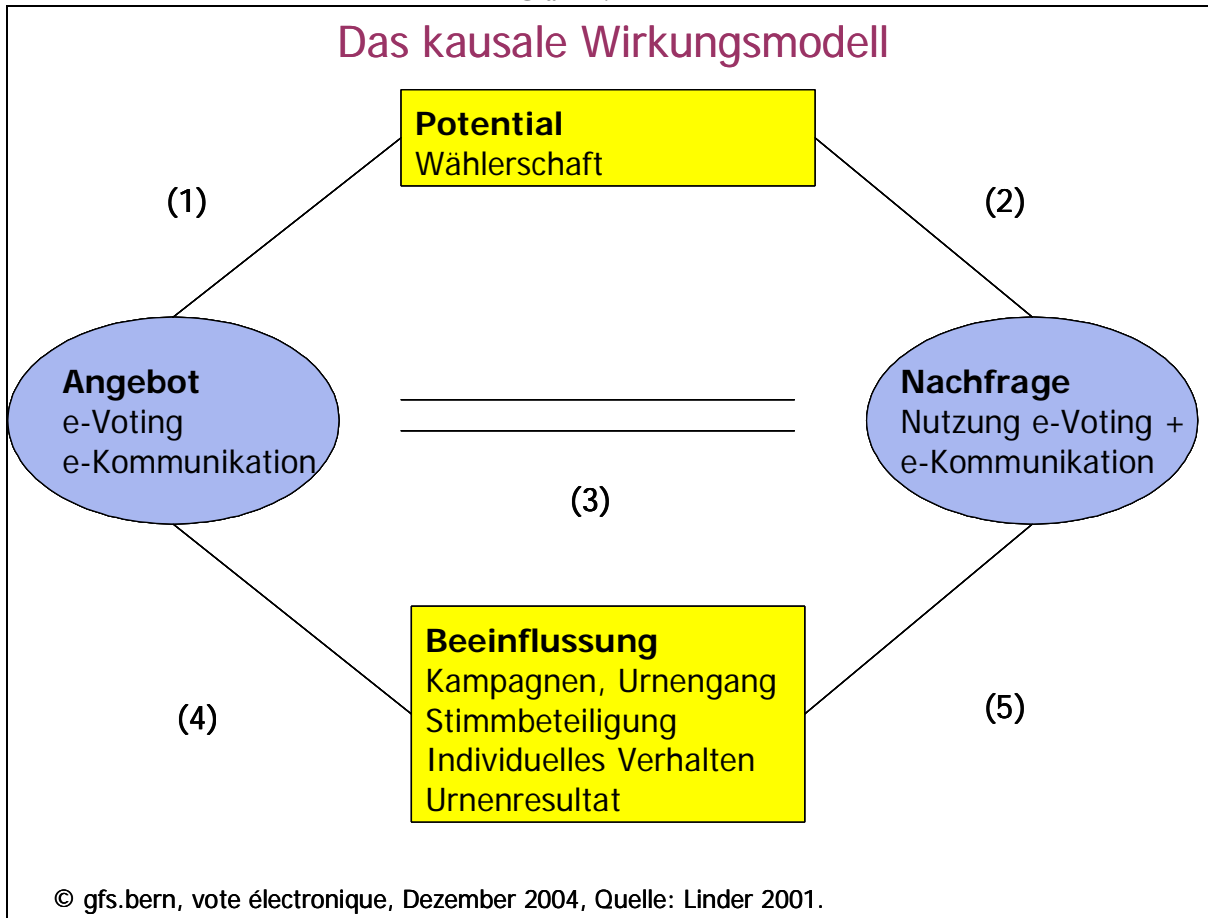 Das kausale Wirkungsmodell
Potential
Wählerschaft
(1)
(2)
Angebot
e-Voting
e-Kommunikation
Nachfrage
Nutzung e-Voting +
e-Kommunikation
(3)
Beeinflussung
Kampagnen, Urnengang
Stimmbeteiligung
Individuelles Verhalten
Urnenresultat
(4)
(5)
© gfs.bern, vote électronique, Dezember 2004, Quelle: Linder 2001.